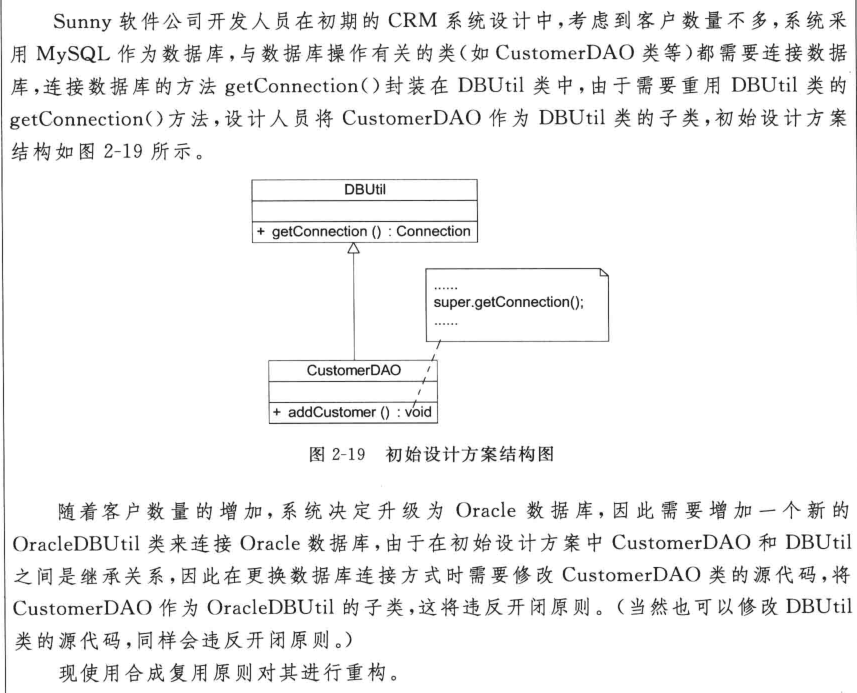 Sunny 软件公司开发人员在初期的 CRM 系统设计中,考虑到客户数量不多,系统采
用 MySQL 作为数据库,与数据库操作有关的类(如 CustomerDAO 类等)都需要连接数据
库,连接数据库的方法 getConnection()封装在 DBUtil 类中,由于需要重用 DBUtil 类的
getConnection()方法,设计人员将 CustomerDAO 作为 DBUtil 类的子类,初始设计方案
结构如图 2-19 所示。
DBUtil
+ getConnection () : Connection
......
super.getConnection();
......
CustomerDAO
+ addCustomer () : void
图 2-19 初始设计方案结构图
随着客户数量的增加,系统决定升级为 Oracle 数据库,因此需要增加一个新的
OracleDBUtil 类来连接 Oracle 数据库,由于在初始设计方案中 CustomerDAO 和 DBUtil
之间是继承关系,因此在更换数据库连接方式时需要修改 CustomerDAO 类的源代码,将
CustomerDAO 作为 OracleDBUtil 的子类,这将违反开闭原则。(当然也可以修改 DBUtil
类的源代码,同样会违反开闭原则。)
现使用合成复用原则对其进行重构。